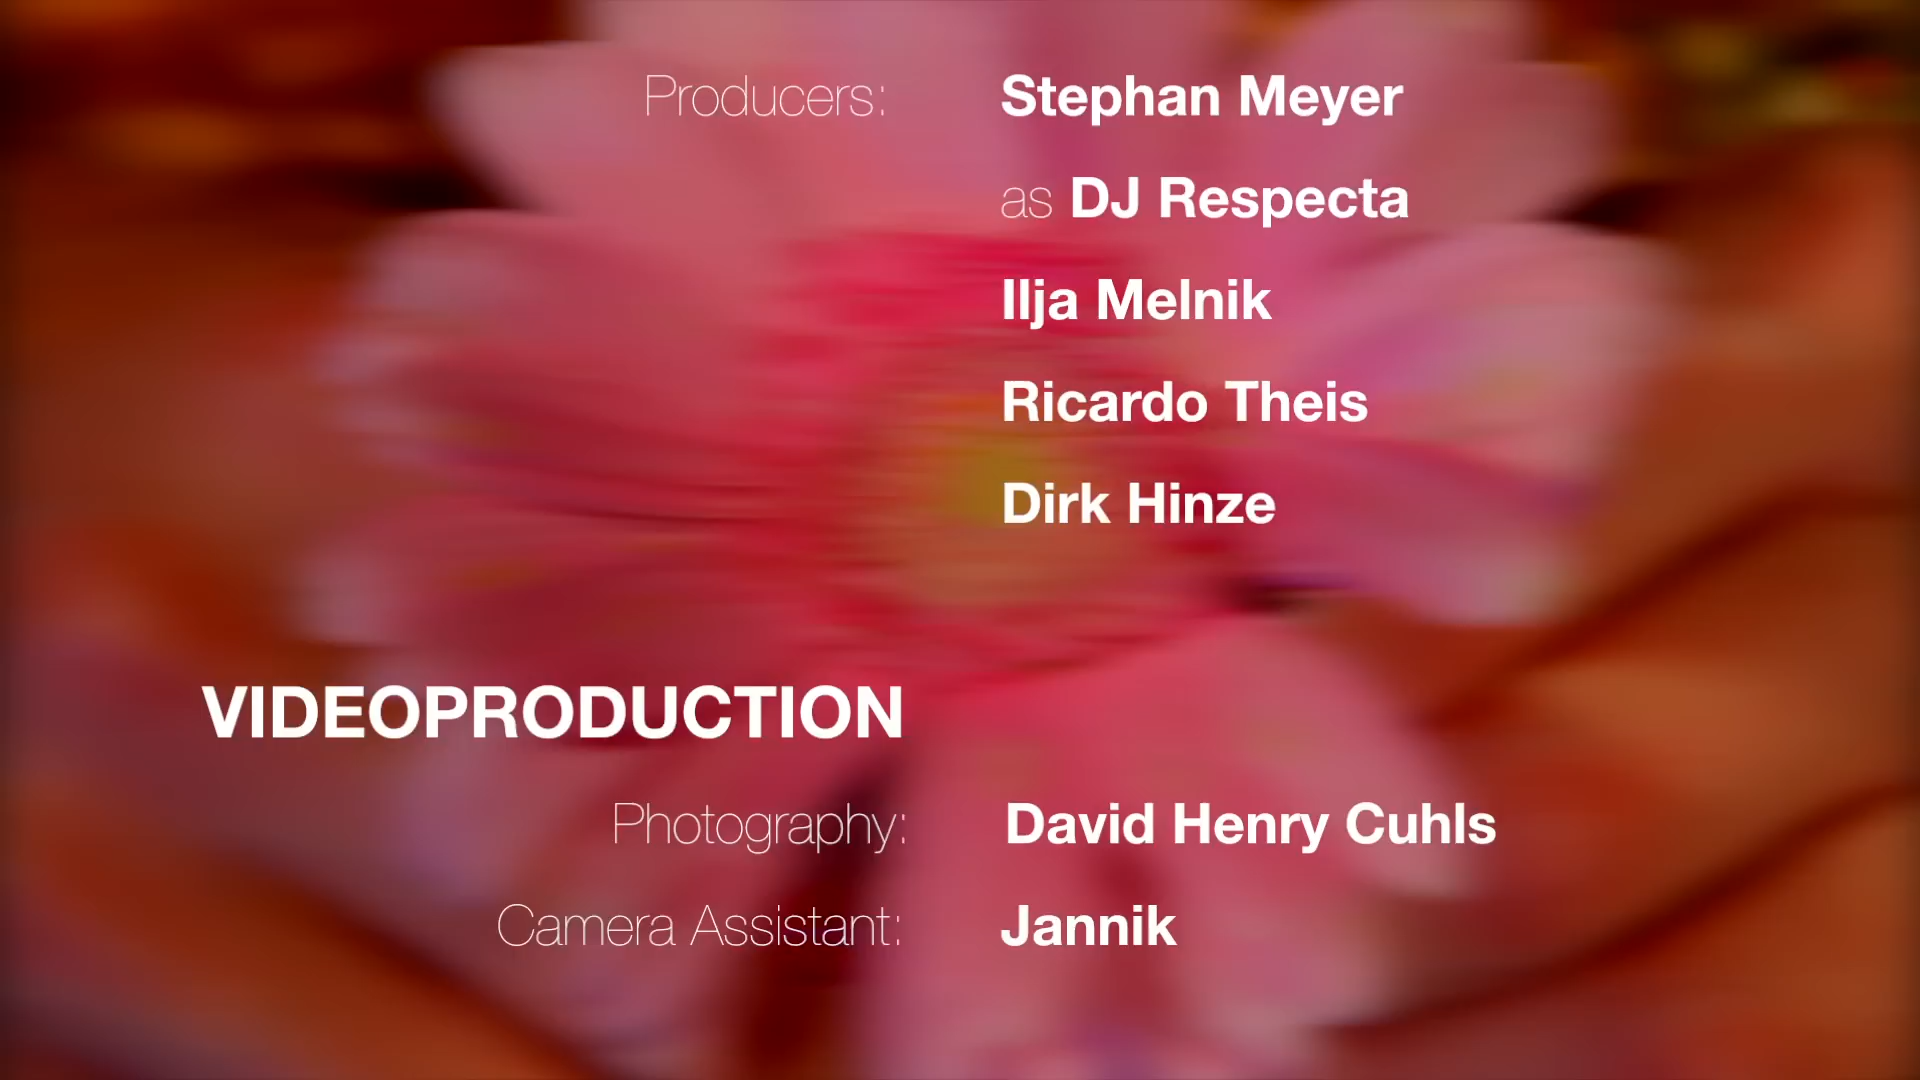 Producers: Stephan Meyer
as DJ Respecta
Ilja Melnik
Ricardo Theis
Dirk Hinze
VIDEOPRODUCTION
Photography: David Henry Cuhls
Camera Assistant: Jannik